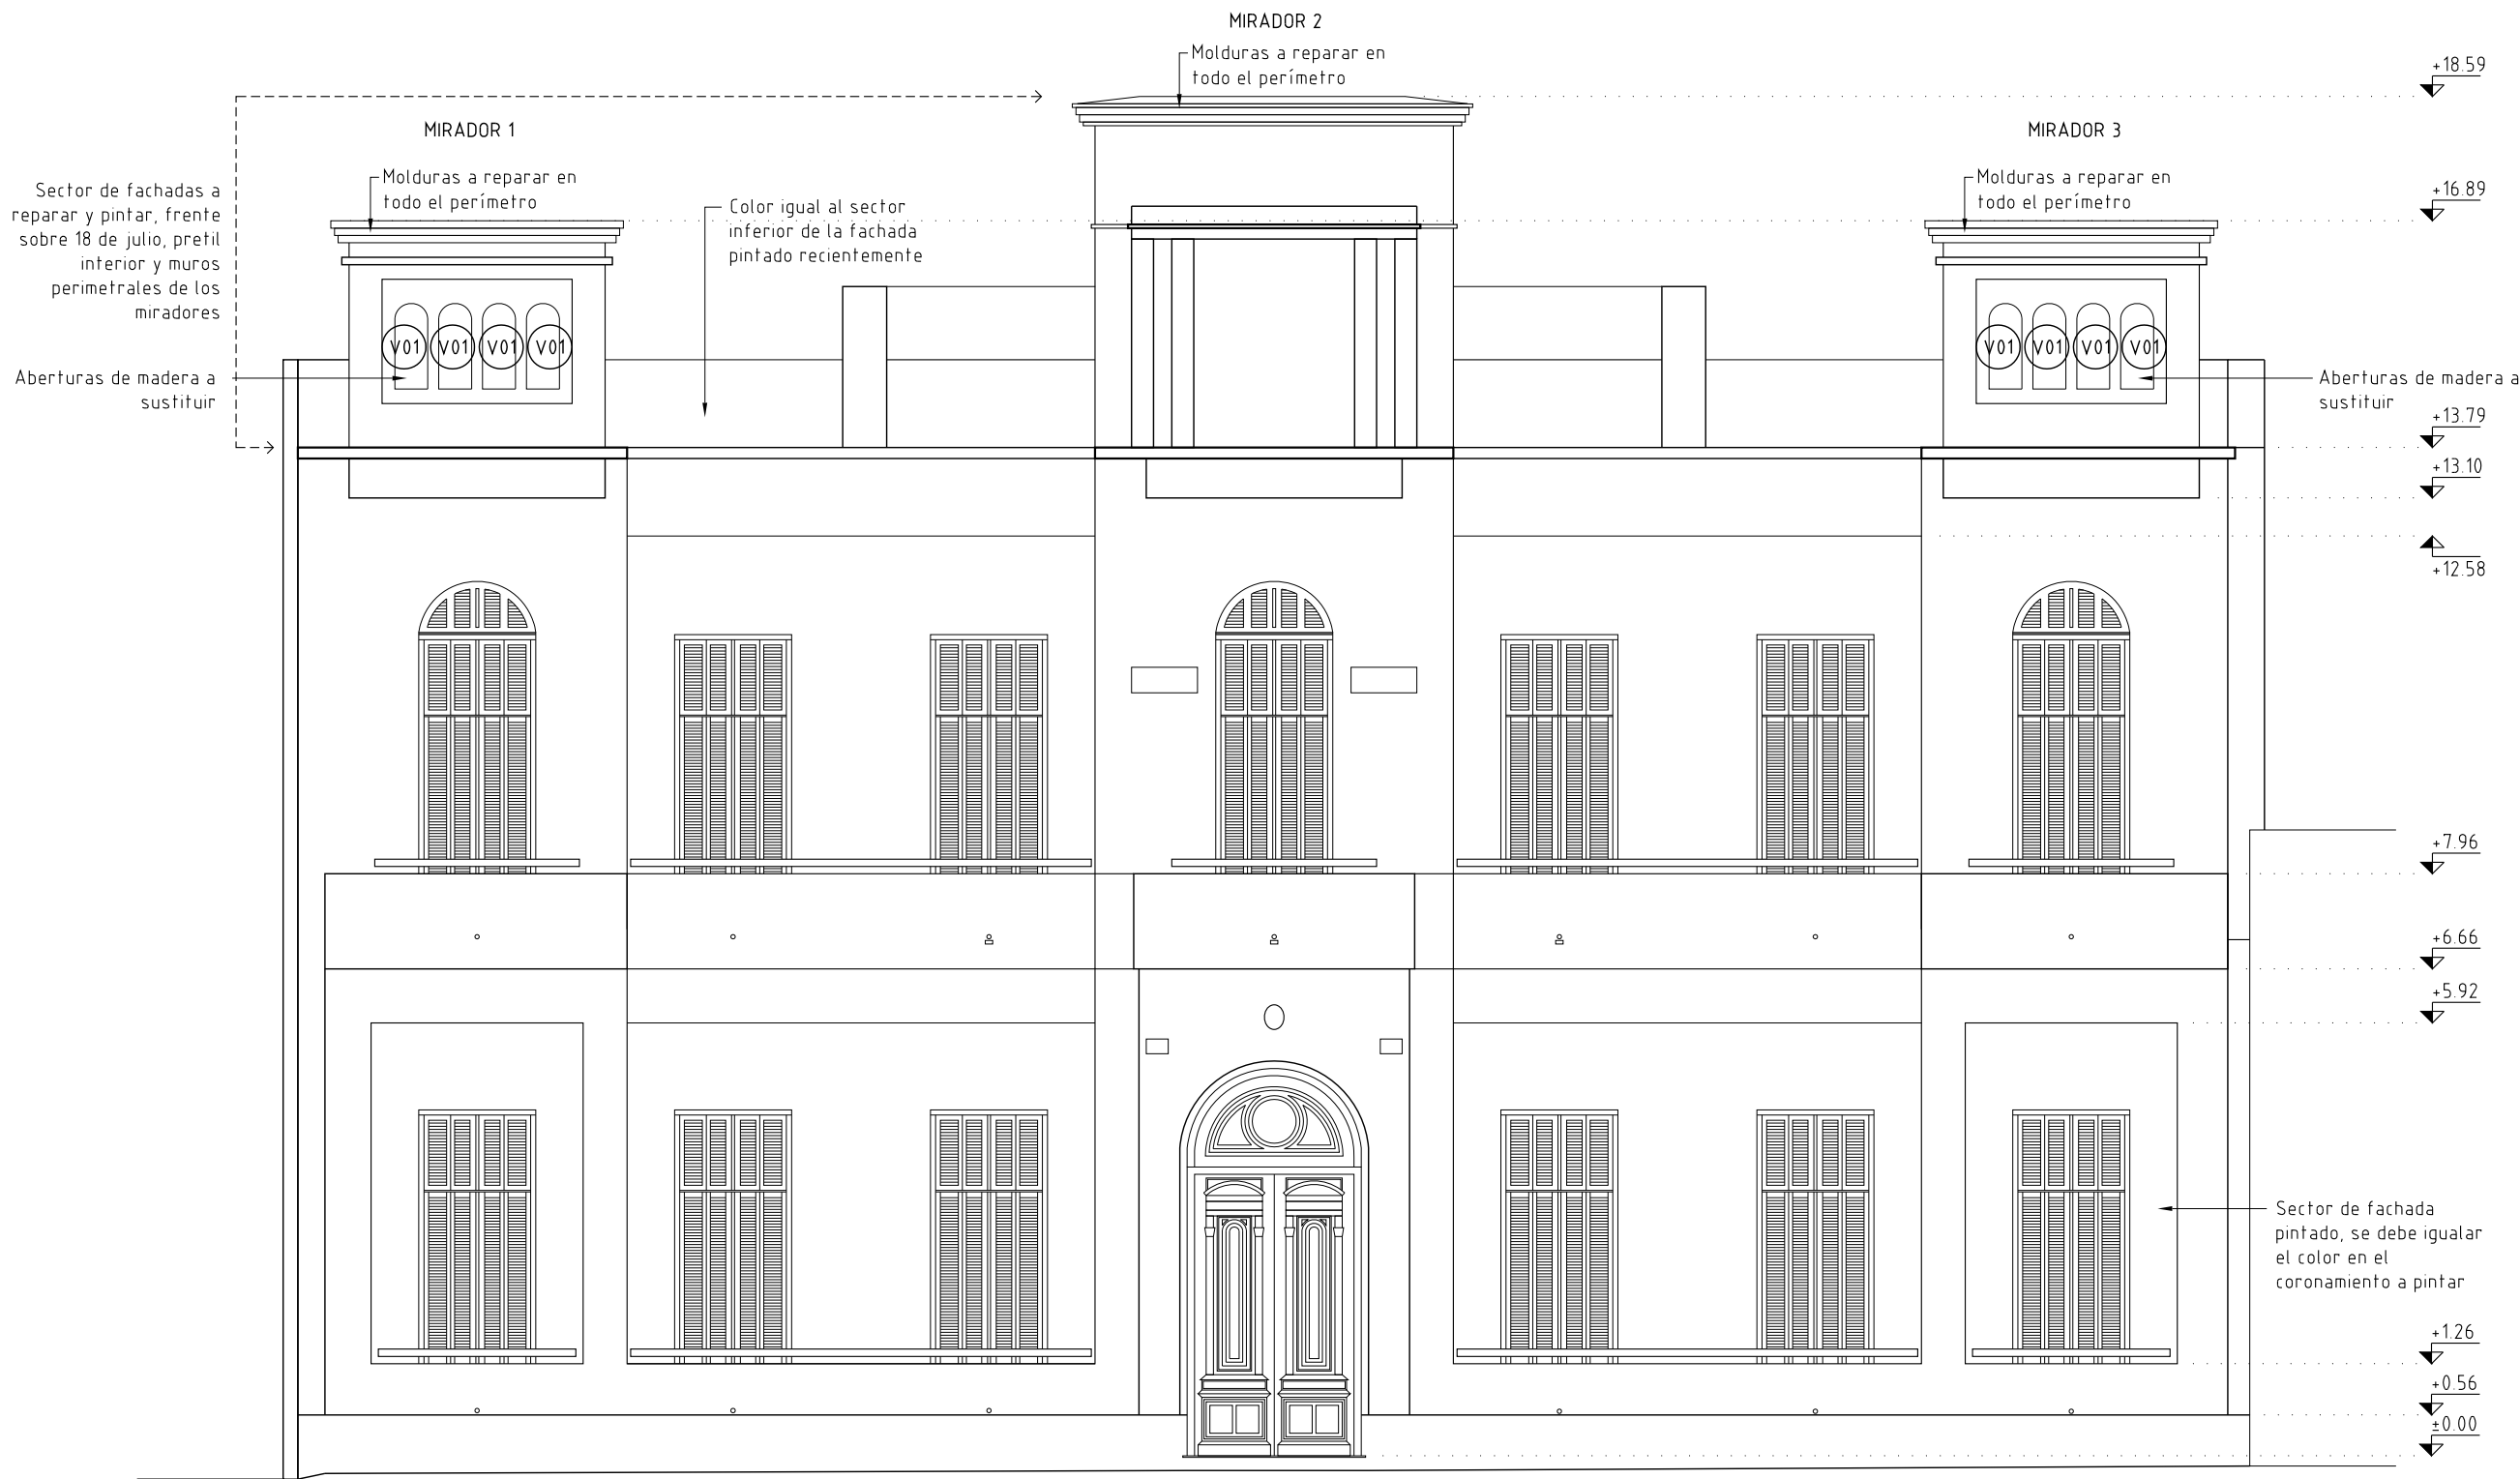 MIRADOR 2
Molduras a reparar en
todo el perímetro
+18.59
MIRADOR 1
MIRADOR 3
Molduras a reparar en
todo el perímetro
Molduras a reparar en
todo el perímetro
+16.89
Sector de fachadas a
reparar y pintar, frente
sobre 18 de julio, pretil
interior y muros
perimetrales de los
miradores
Color igual al sector
inferior de la fachada
pintado recientemente
V01 V01 V01 V01
V01 V01 V01 V01
Aberturas de madera a
sustituir
Aberturas de madera a
sustituir
+13.79
+13.10
+12.58
+7.96
+6.66
+5.92
Sector de fachada
pintado, se debe igualar
el color en el
coronamiento a pintar
+1.26
+0.56
±0.00